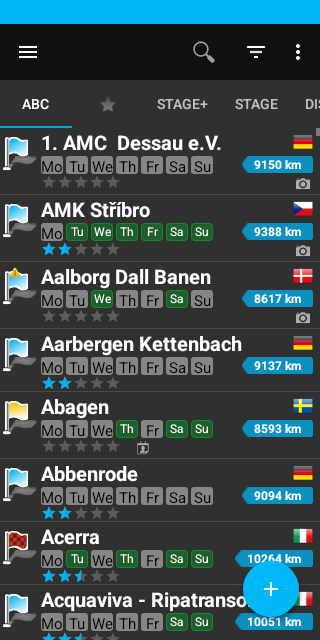 ABC STAGE+ STAGE DIS
1. AMC Dessau e.V.
Mo Tu We Th Fr Sa Su 9150 km
AMK Stříbro
Mo Tu We Th Fr Sa Su 9388 km
Aalborg Dall Banen
Mo Tu We Th Fr Sa Su 8617 km
Aarbergen Kettenbach
Mo Tu We Th Fr Sa Su 9137 km
Abagen
Mo Tu We Th Fr Sa Su 8593 km
Abbenrode
Mo Tu We Th Fr Sa Su 9094 km
Acerra
Mo Tu We Th Fr Sa Su 10264 km
Acquaviva - Ripatranso
Mo Tu We Th Fr Sa Su 10051 km